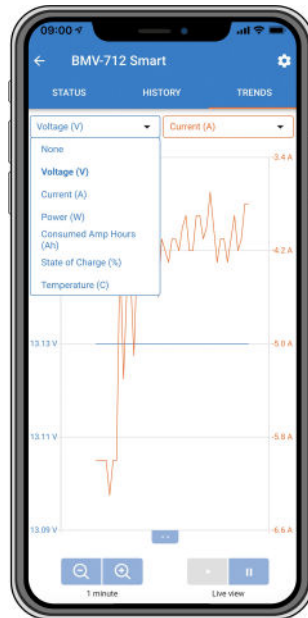 09:00
BMV-712 Smart
STATUS HISTORY TRENDS
Voltage (V) Current (A)
None
Voltage (V)
Current (A)
Power (W)
Consumed Amp Hours
(Ah)
State of Charge (%)
Temperature (C)
-3.4 A
-4.2 A
13.13 V -5.0 A
13.11 V -5.8 A
13.09 V -6.6 A
1 minute Live view